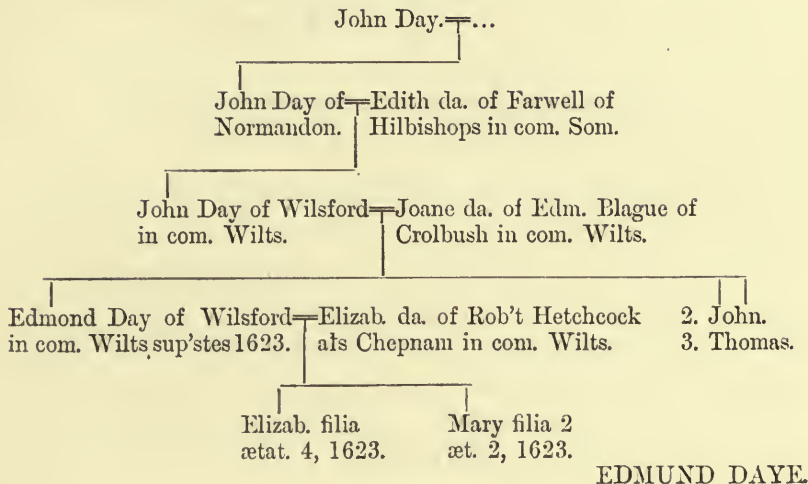 John Day. ...
John Day of Edith da. of Farwell of
Normandon. Hilbishops in com. Som.
John Day of Wilsford Joane da. of Edm. Blague of
in com. Wilts. Crolbush in com. Wilts.
Edmond Day of Wilsford Elizab. da. of Rob't Hetchcock 2. John.
in com. Wilts sup'stes 1623. als Chepnam in com. Wilts. 3. Thomas.
Elizab. filia Mary filia 2
ætat. 4, 1623. æt. 2, 1623.
EDMUND DAYE.